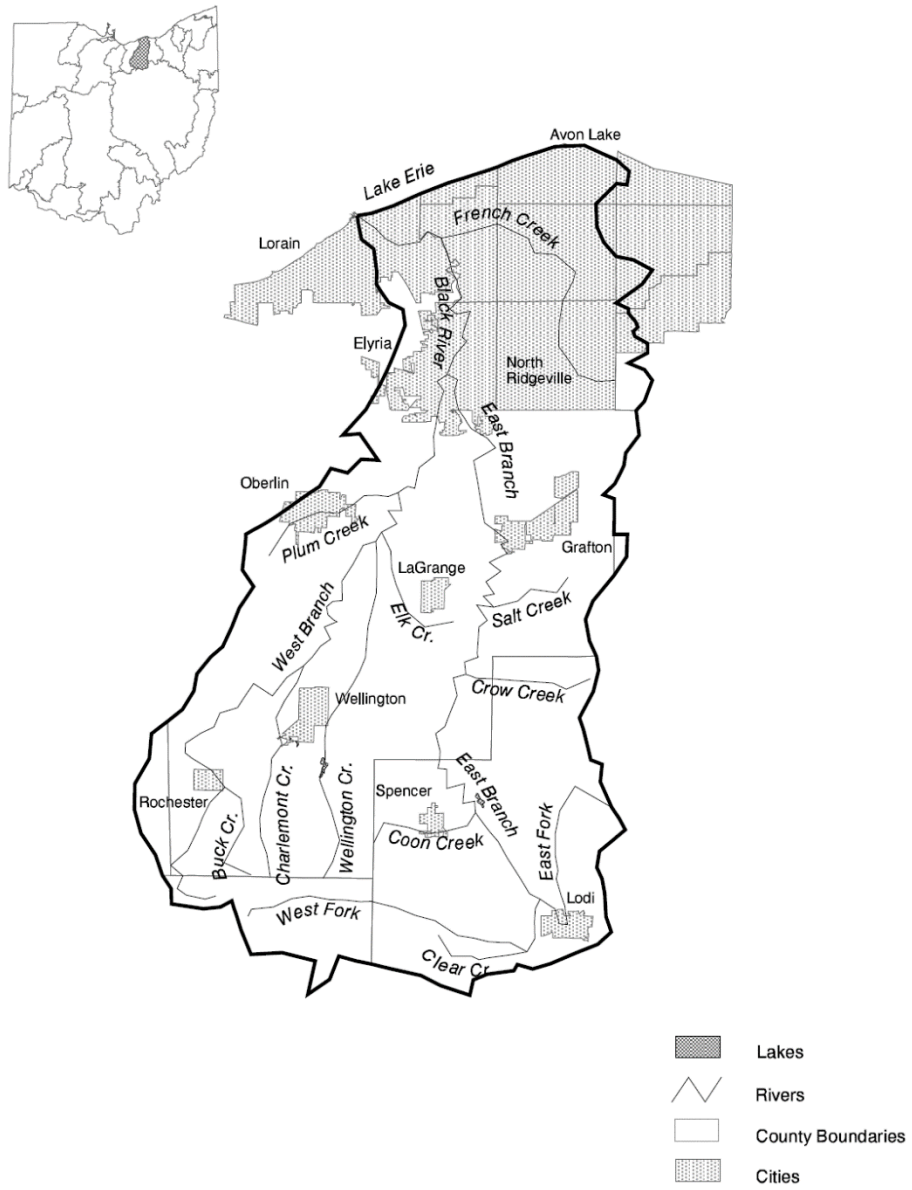 Avon Lake
Lake Erie
French Creek
Lorain
Black River
Elyria
North
Ridgeville
East Branch
Oberlin
Plum Creek
Grafton
LaGrange
Elk Cr.
Salt Creek
West Branch
Crow Creek
Wellington
East Branch
Spencer
Rochester
Buck Cr.
Charlemont Cr.
Wellington Cr.
Coon Creek
East Fork
Lodi
West Fork
Clear Cr.
Lakes
Rivers
County Boundaries
Cities